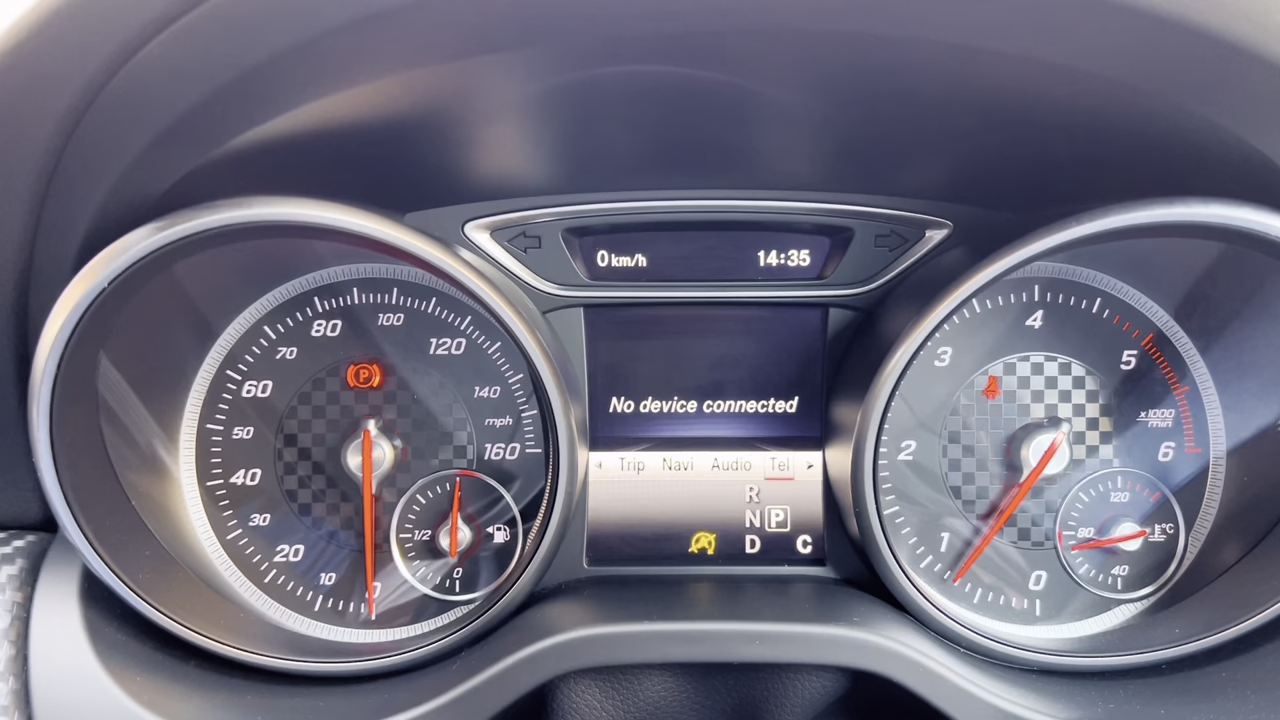 0 km/h 14:35
No device connected
Trip Navi Audio Tel
R
N P
D C
0
10
20
30
40
50
60
70
80
100
120
140
160
mph
P
1/2
0
0
1
2
3
4
5
6
x1000
min
120
80
40
°C